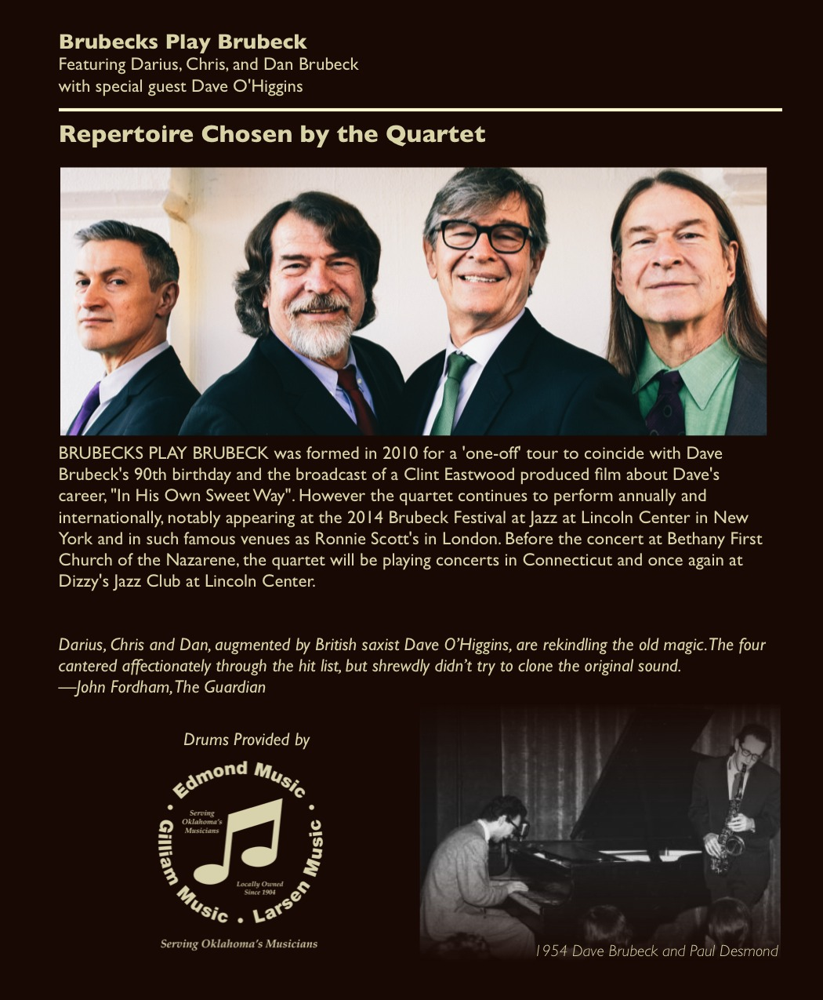 Brubecks Play Brubeck
Featuring Darius, Chris, and Dan Brubeck
with special guest Dave O'Higgins
Repertoire Chosen by the Quartet
BRUBECKS PLAY BRUBECK was formed in 2010 for a 'one-off' tour to coincide with Dave
Brubeck's 90th birthday and the broadcast of a Clint Eastwood produced film about Dave's
career, "In His Own Sweet Way". However the quartet continues to perform annually and
internationally, notably appearing at the 2014 Brubeck Festival at Jazz at Lincoln Center in New
York and in such famous venues as Ronnie Scott's in London. Before the concert at Bethany First
Church of the Nazarene, the quartet will be playing concerts in Connecticut and once again at
Dizzy's Jazz Club at Lincoln Center.
Darius, Chris and Dan, augmented by British saxist Dave O’Higgins, are rekindling the old magic. The four
cantered affectionately through the hit list, but shrewdly didn’t try to clone the original sound.
—John Fordham, The Guardian
Drums Provided by
• Edmond Music •
Serving
Oklahoma's
Musicians
Gilliam Music • Larsen Music
Locally Owned
Since 1904
Serving Oklahoma's Musicians
1954 Dave Brubeck and Paul Desmond